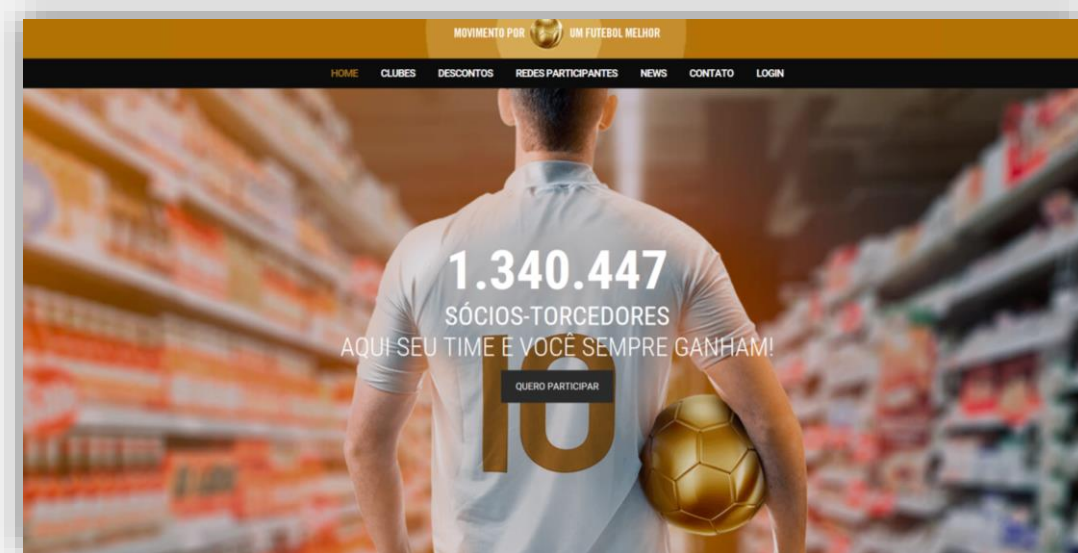 MOVIMENTO POR UM FUTEBOL MELHOR
HOME CLUBES DESCONTOS REDES PARTICIPANTES NEWS CONTATO LOGIN
1.340.447
SÓCIOS-TORCEDORES
AQUI SEU TIME E VOCÊ SEMPRE GANHAM!
QUERO PARTICIPAR
10